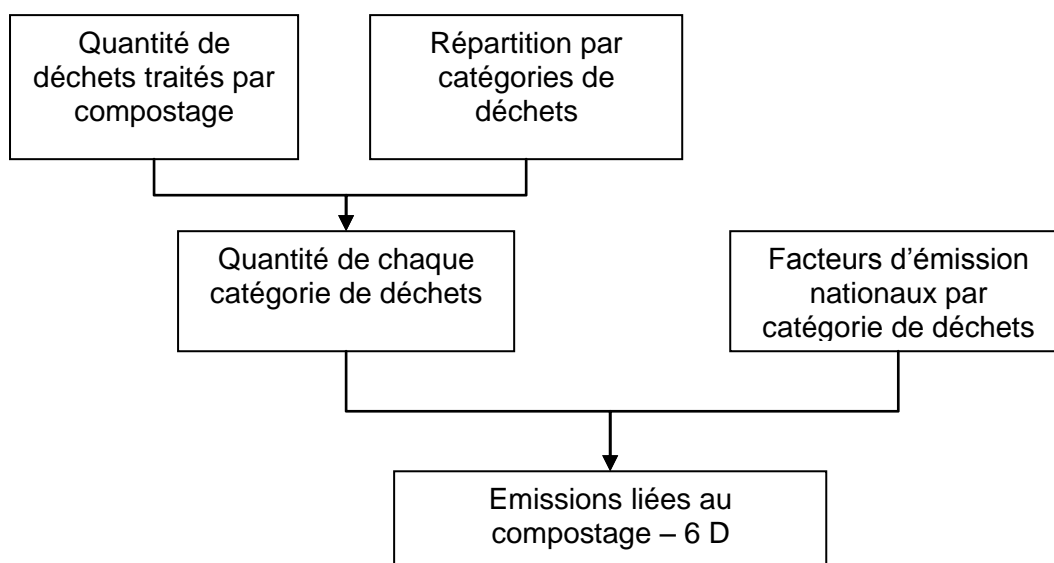 Quantité de
déchets traités par
compostage
Répartition par
catégories de
déchets
Quantité de chaque
catégorie de déchets
Facteurs d'émission
nationaux par
catégorie de déchets
Emissions liées au
compostage – 6 D